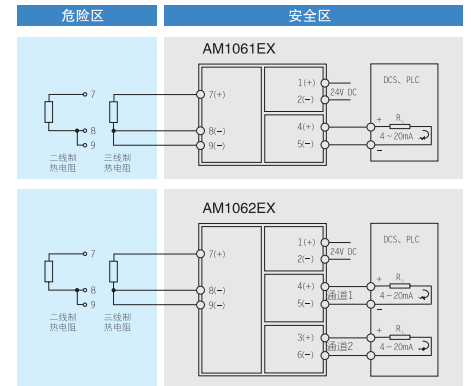 危险区
安全区
AM1061EX
7
8
9
二线制
热电阻
三线制
热电阻
7(+)
8(−)
9(−)
1(+)
2(−)
24V DC
4(+)
5(−)
DCS、PLC
+
R
4~20mA
−
AM1062EX
7
8
9
二线制
热电阻
三线制
热电阻
7(+)
8(−)
9(−)
1(+)
2(−)
24V DC
4(+)
通道1
5(−)
3(+)
通道2
6(−)
DCS、PLC
+
R
4~20mA
−
+
R
4~20mA
−